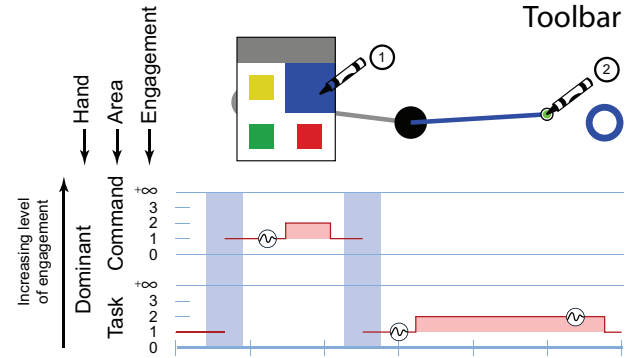 Toolbar
1
2
Hand
Area
Engagement
Increasing level
of engagement
Dominant
Command
+∞
3
2
1
0
Task
+∞
3
2
1
0